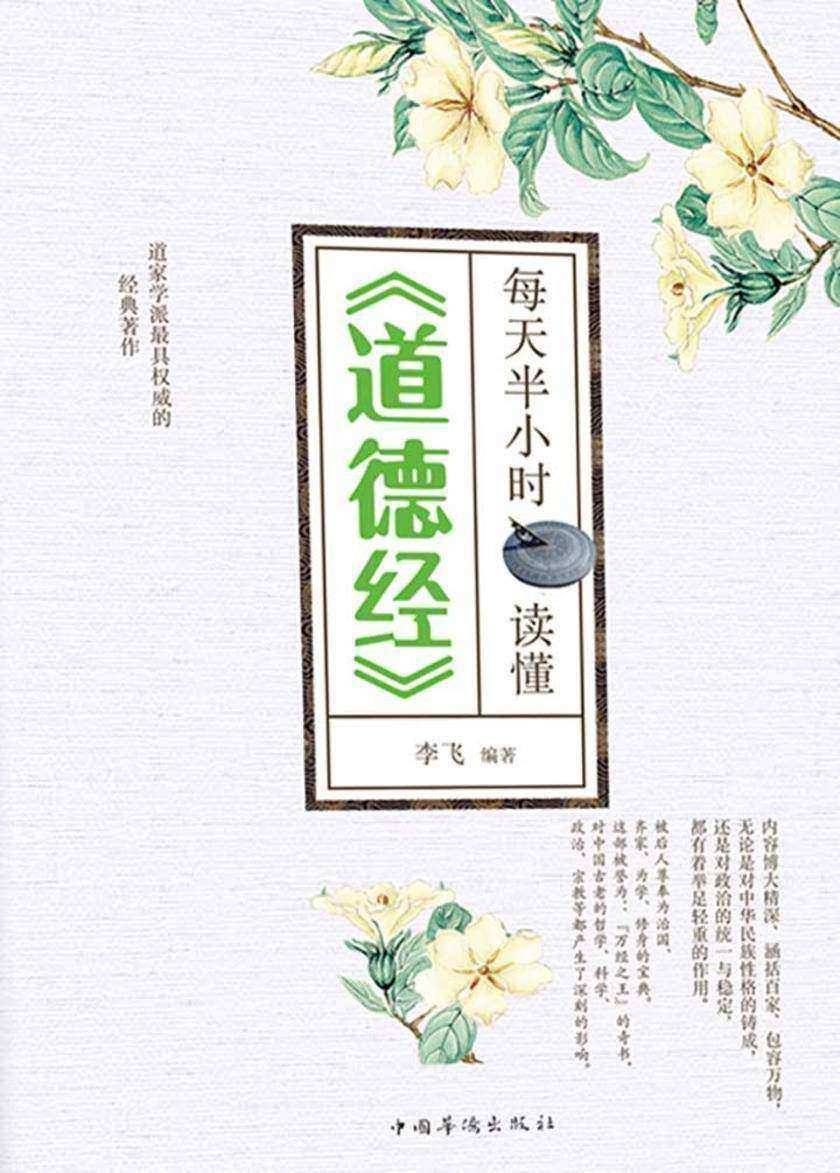 每天半小时读懂
《道德经》
李飞 编著
道家学派最具权威的
经典著作
内容博大精深、涵括百家、包容万物，
无论是对中华民族性格的铸成，
还是对政治的统一与稳定，
都有着举足轻重的作用。
被后人尊奉为治国、
齐家、为学、修身的宝典。
这部被誉为：『万经之王』的奇书，
对中国古老的哲学、科学、
政治、宗教等都产生了深刻的影响。
中国华侨出版社